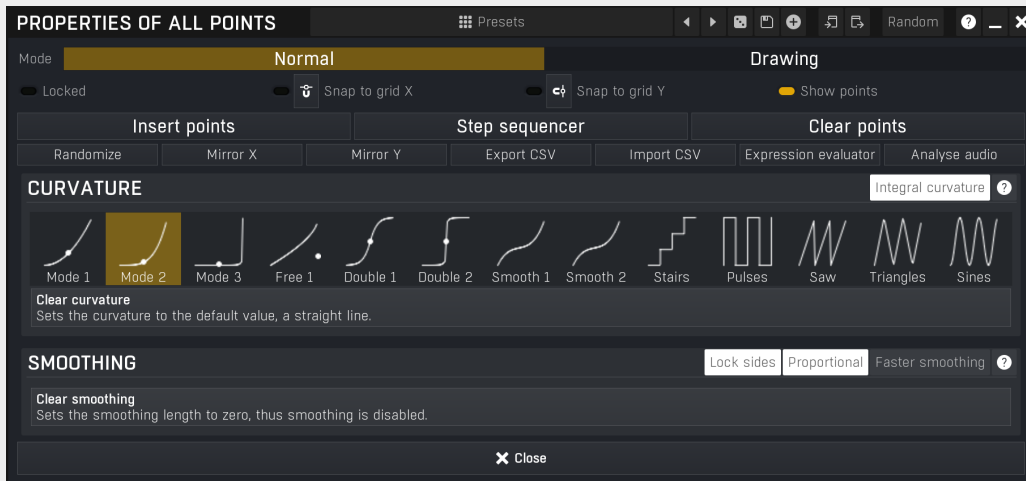 PROPERTIES OF ALL POINTS Presets Random ?
Mode Normal Drawing
Locked Snap to grid X Snap to grid Y Show points
Insert points Step sequencer Clear points
Randomize Mirror X Mirror Y Export CSV Import CSV Expression evaluator Analyse audio
CURVATURE Integral curvature ?
Mode 1 Mode 2 Mode 3 Free 1 Double 1 Double 2 Smooth 1 Smooth 2 Stairs Pulses Saw Triangles Sines
Clear curvature
Sets the curvature to the default value, a straight line.
SMOOTHING Lock sides Proportional Faster smoothing ?
Clear smoothing
Sets the smoothing length to zero, thus smoothing is disabled.
Close